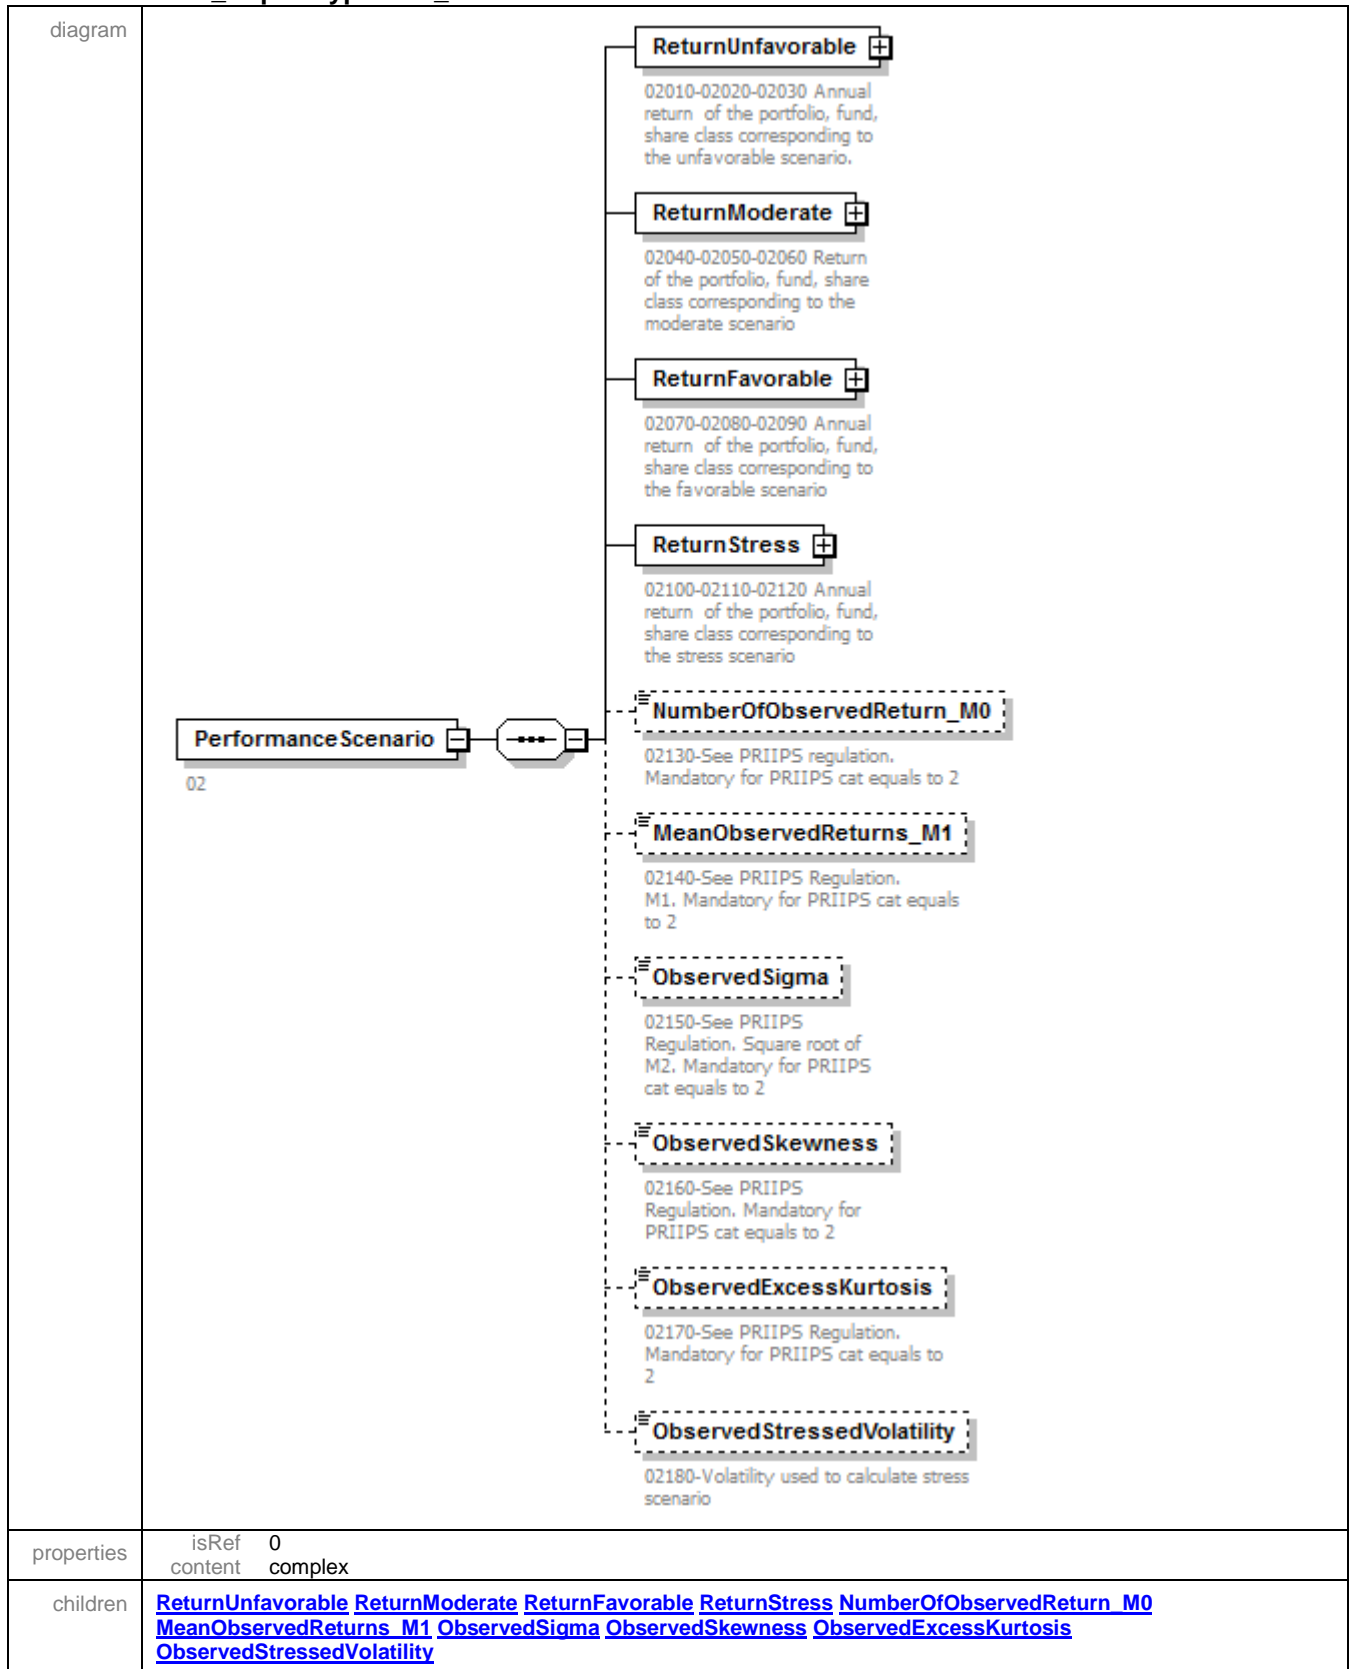 diagram
ReturnUnfavorable
02010-02020-02030 Annual
return of the portfolio, fund,
share class corresponding to
the unfavorable scenario.
ReturnModerate
02040-02050-02060 Return
of the portfolio, fund, share
class corresponding to the
moderate scenario
ReturnFavorable
02070-02080-02090 Annual
return of the portfolio, fund,
share class corresponding to
the favorable scenario
ReturnStress
02100-02110-02120 Annual
return of the portfolio, fund,
share class corresponding to
the stress scenario
PerformanceScenario
02
NumberOfObservedReturn_M0
02130-See PRIIPS regulation.
Mandatory for PRIIPS cat equals to 2
MeanObservedReturns_M1
02140-See PRIIPS Regulation.
M1. Mandatory for PRIIPS cat equals
to 2
ObservedSigma
02150-See PRIIPS
Regulation. Square root of
M2. Mandatory for PRIIPS
cat equals to 2
ObservedSkewness
02160-See PRIIPS
Regulation. Mandatory for
PRIIPS cat equals to 2
ObservedExcessKurtosis
02170-See PRIIPS Regulation.
Mandatory for PRIIPS cat equals to
2
ObservedStressedVolatility
02180-Volatility used to calculate stress
scenario
properties
isRef 0
content complex
children
ReturnUnfavorable ReturnModerate ReturnFavorable ReturnStress NumberOfObservedReturn_M0
MeanObservedReturns_M1 ObservedSigma ObservedSkewness ObservedExcessKurtosis
ObservedStressedVolatility